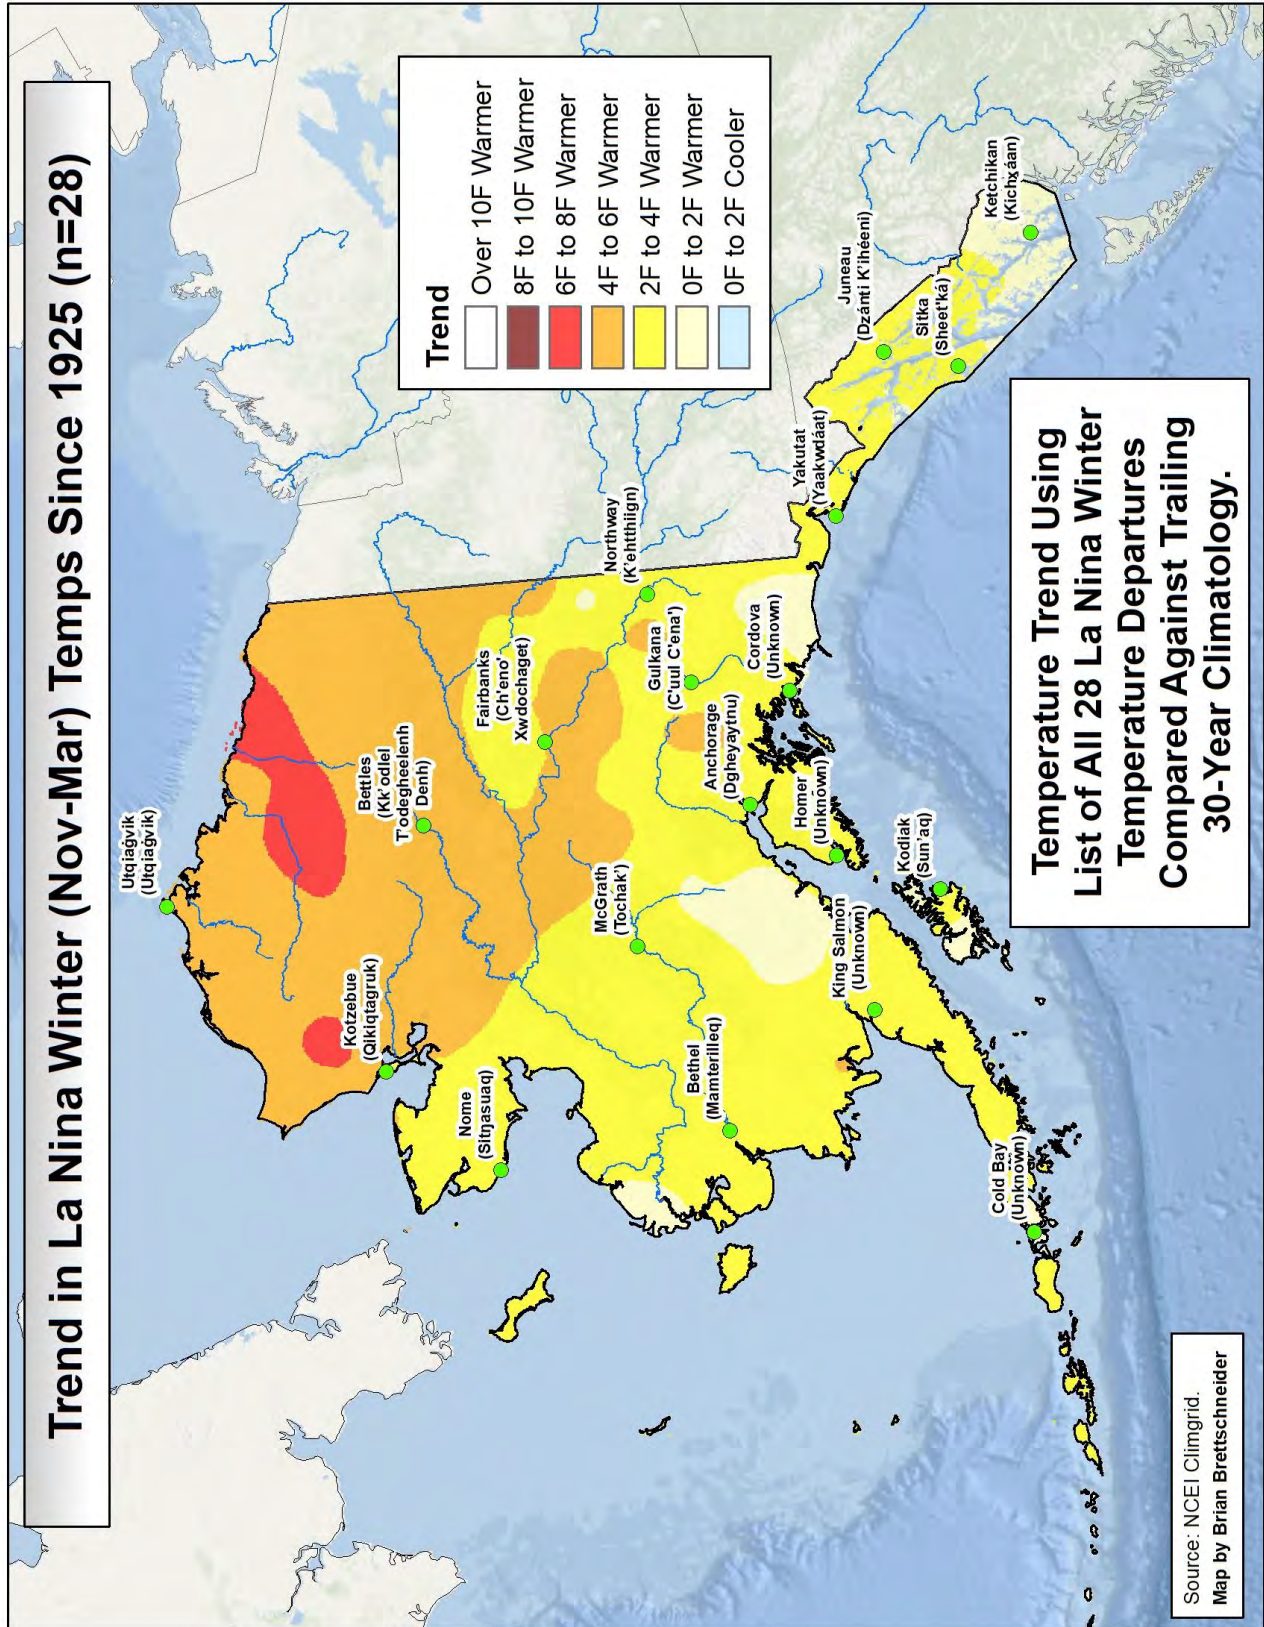 Trend in La Nina Winter (Nov-Mar) Temps Since 1925 (n=28)
Utqiaġvik
(Utqiaġvik)
Kotzebue
(Qikiqtagruk)
Bettles
(Kk'odlel
T'odegheelenh
Denh)
Nome
(Sitŋasuaq)
Fairbanks
(Ch'eno'
Xwdochaget)
Northway
(K'ehtthiign)
McGrath
(Tochak')
Gulkana
(C'uul C'ena')
Bethel
(Mamterilleq)
Anchorage
(Dgheyaytnu)
Cordova
(Unknown)
Homer
(Unknown)
King Salmon
(Unknown)
Kodiak
(Sun'aq)
Cold Bay
(Unknown)
Yakutat
(Yaakwdáat)
Juneau
(Dzánti K'ihéeni)
Sitka
(Sheet'ká)
Ketchikan
(Kichx̱áan)
Trend
Over 10F Warmer
8F to 10F Warmer
6F to 8F Warmer
4F to 6F Warmer
2F to 4F Warmer
0F to 2F Warmer
0F to 2F Cooler
Temperature Trend Using
List of All 28 La Nina Winter
Temperature Departures
Compared Against Trailing
30-Year Climatology.
Source: NCEI Climgrid.
Map by Brian Brettschneider